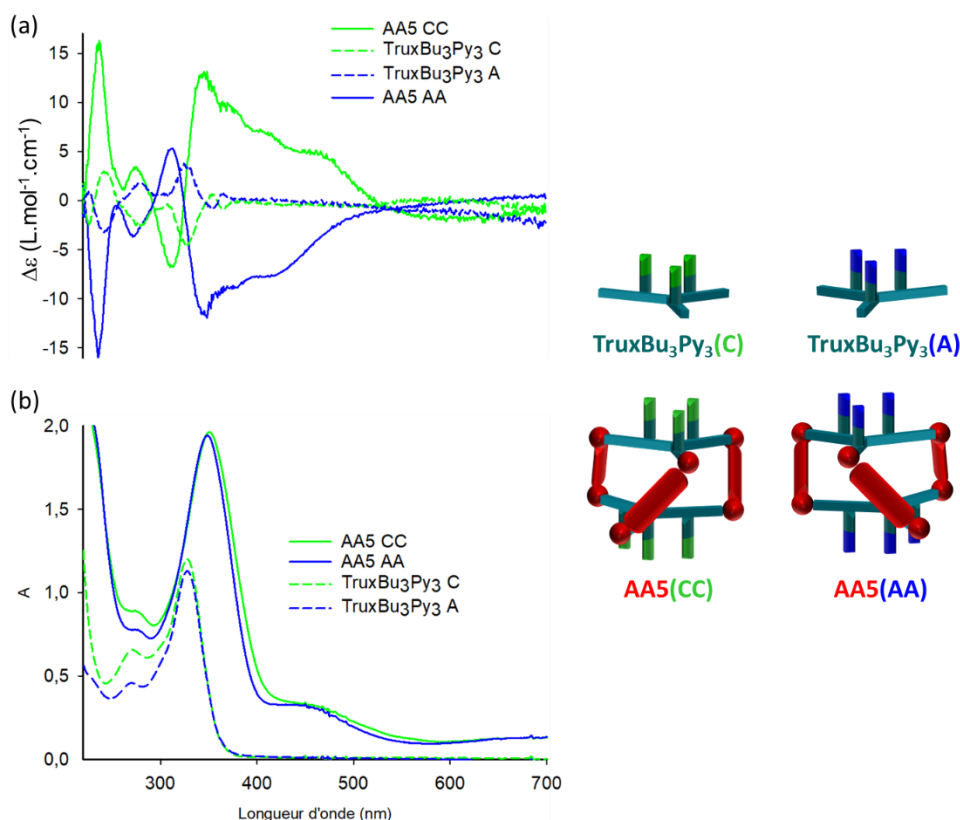 (a)
AA5 CC
TruxBu₃Py₃ C
TruxBu₃Py₃ A
AA5 AA
Δε (L.mol⁻¹.cm⁻¹)
15
10
5
0
-5
-10
-15
TruxBu₃Py₃(C)
TruxBu₃Py₃(A)
(b)
2,0
1,5
1,0
0,5
0,0
A
AA5 CC
AA5 AA
TruxBu₃Py₃ C
TruxBu₃Py₃ A
AA5(CC)
AA5(AA)
300
400
500
600
700
Longueur d'onde (nm)